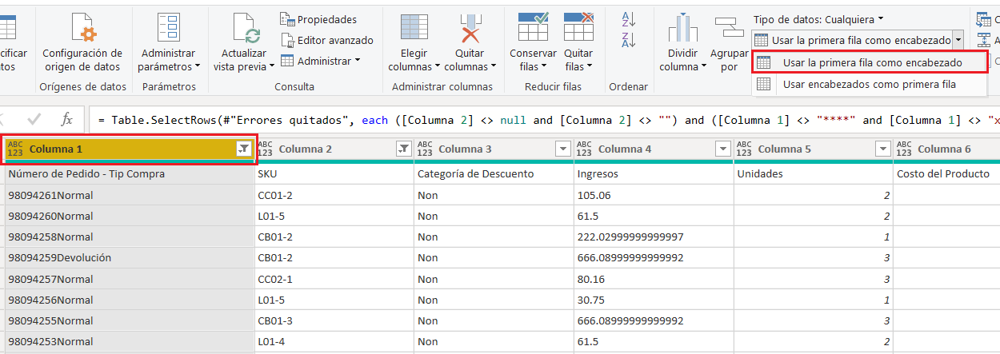 Propiedades
Tipo de datos: Cualquiera
Editor avanzado
Usar la primera fila como encabezado
Configuración de origen de datos
Administrar parámetros
Actualizar vista previa
Administrar
Elegir columnas
Quitar columnas
Conservar filas
Quitar filas
Dividir columna
Agrupar por
Usar la primera fila como encabezado
Usar encabezados como primera fila
Orígenes de datos
Parámetros
Consulta
Administrar columnas
Reducir filas
Ordenar
fx
= Table.SelectRows(#"Errores quitados", each ([Columna 2] <> null and [Columna 2] <> "") and ([Columna 1] <> "****" and [Columna 1] <> "x
ABC 123 Columna 1 ABC 123 Columna 2 ABC 123 Columna 3 ABC 123 Columna 4 ABC 123 Columna 5 ABC 123 Columna 6
Número de Pedido - Tip Compra SKU Categoría de Descuento Ingresos Unidades Costo del Producto
98094261Normal CC01-2 Non 105.06 2
98094260Normal L01-5 Non 61.5 2
98094258Normal CB01-2 Non 222.02999999999997 1
98094259Devolución CB01-2 Non 666.08999999999992 3
98094257Normal CC02-1 Non 80.16 3
98094256Normal L01-5 Non 30.75 1
98094255Normal CB01-3 Non 666.08999999999992 3
98094253Normal L01-4 Non 61.5 2